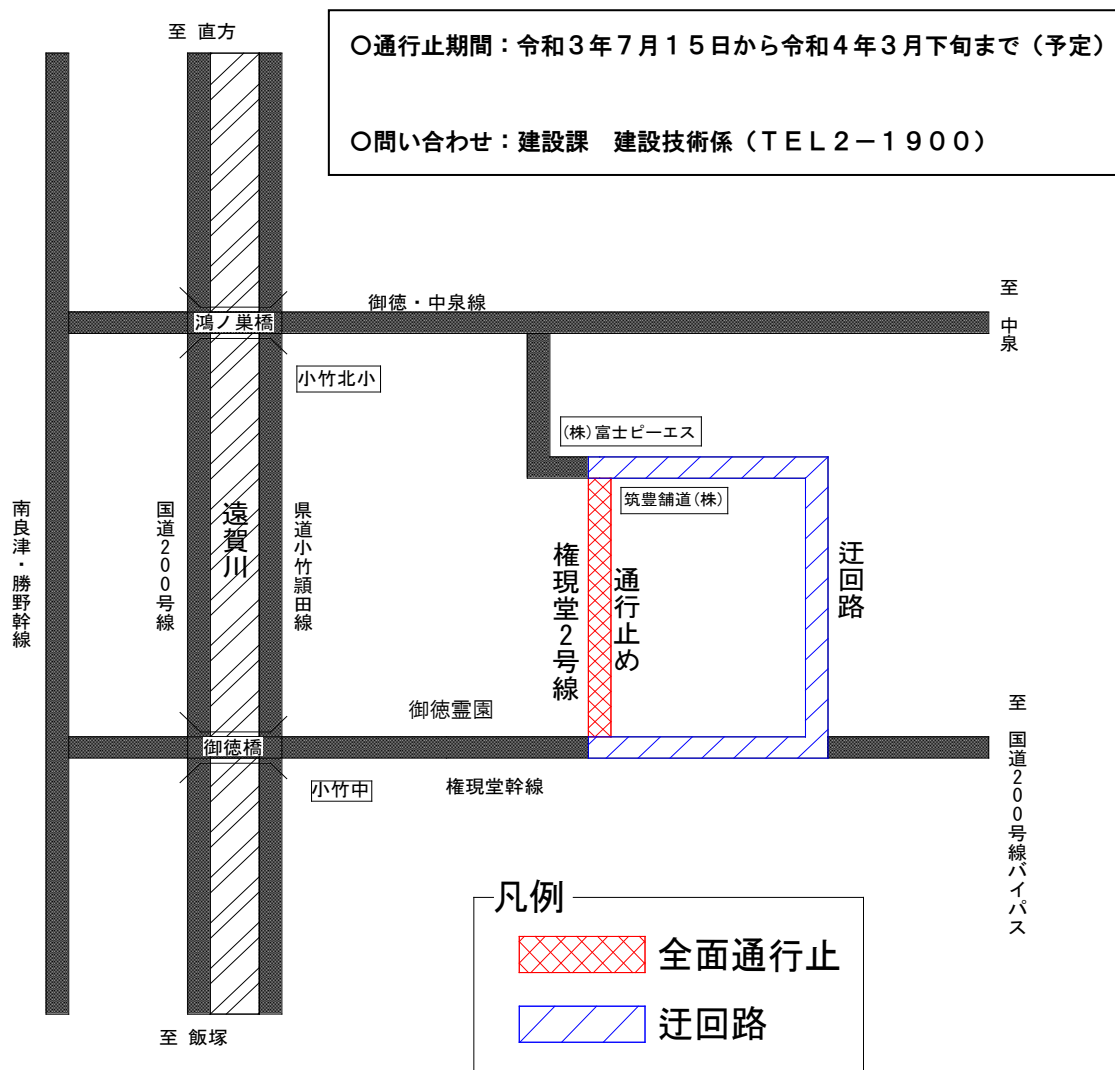 至 直方
〇通行止期間：令和３年７月１５日から令和４年３月下旬まで（予定）
〇問い合わせ：建設課　建設技術係（ＴＥＬ２－１９００）
御徳・中泉線
至 中泉
鴻ノ巣橋
小竹北小
(株)富士ピーエス
筑豊舗道(株)
南良津・勝野幹線
国道200号線
遠賀川
県道小竹頴田線
権現堂2号線
通行止め
迂回路
御徳霊園
御徳橋
小竹中
権現堂幹線
至 国道200号線バイパス
凡例
全面通行止
迂回路
至 飯塚